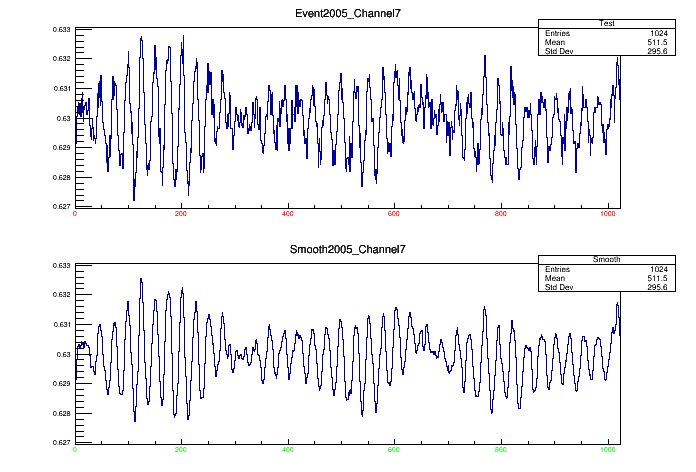 Event2005_Channel7
Test
Entries 1024
Mean 511.5
Std Dev 295.6
0.633
0.632
0.631
0.63
0.629
0.628
0.627
0 200 400 600 800 1000
Smooth2005_Channel7
Smooth
Entries 1024
Mean 511.5
Std Dev 295.6
0.633
0.632
0.631
0.63
0.629
0.628
0.627
0 200 400 600 800 1000